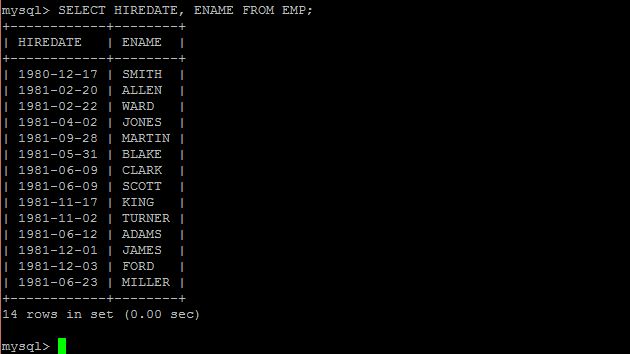 mysql> SELECT HIREDATE, ENAME FROM EMP;
+------------+--------+
| HIREDATE   | ENAME  |
+------------+--------+
| 1980-12-17 | SMITH  |
| 1981-02-20 | ALLEN  |
| 1981-02-22 | WARD   |
| 1981-04-02 | JONES  |
| 1981-09-28 | MARTIN |
| 1981-05-31 | BLAKE  |
| 1981-06-09 | CLARK  |
| 1981-06-09 | SCOTT  |
| 1981-11-17 | KING   |
| 1981-11-02 | TURNER |
| 1981-06-12 | ADAMS  |
| 1981-12-01 | JAMES  |
| 1981-12-03 | FORD   |
| 1981-06-23 | MILLER |
+------------+--------+
14 rows in set (0.00 sec)
mysql>